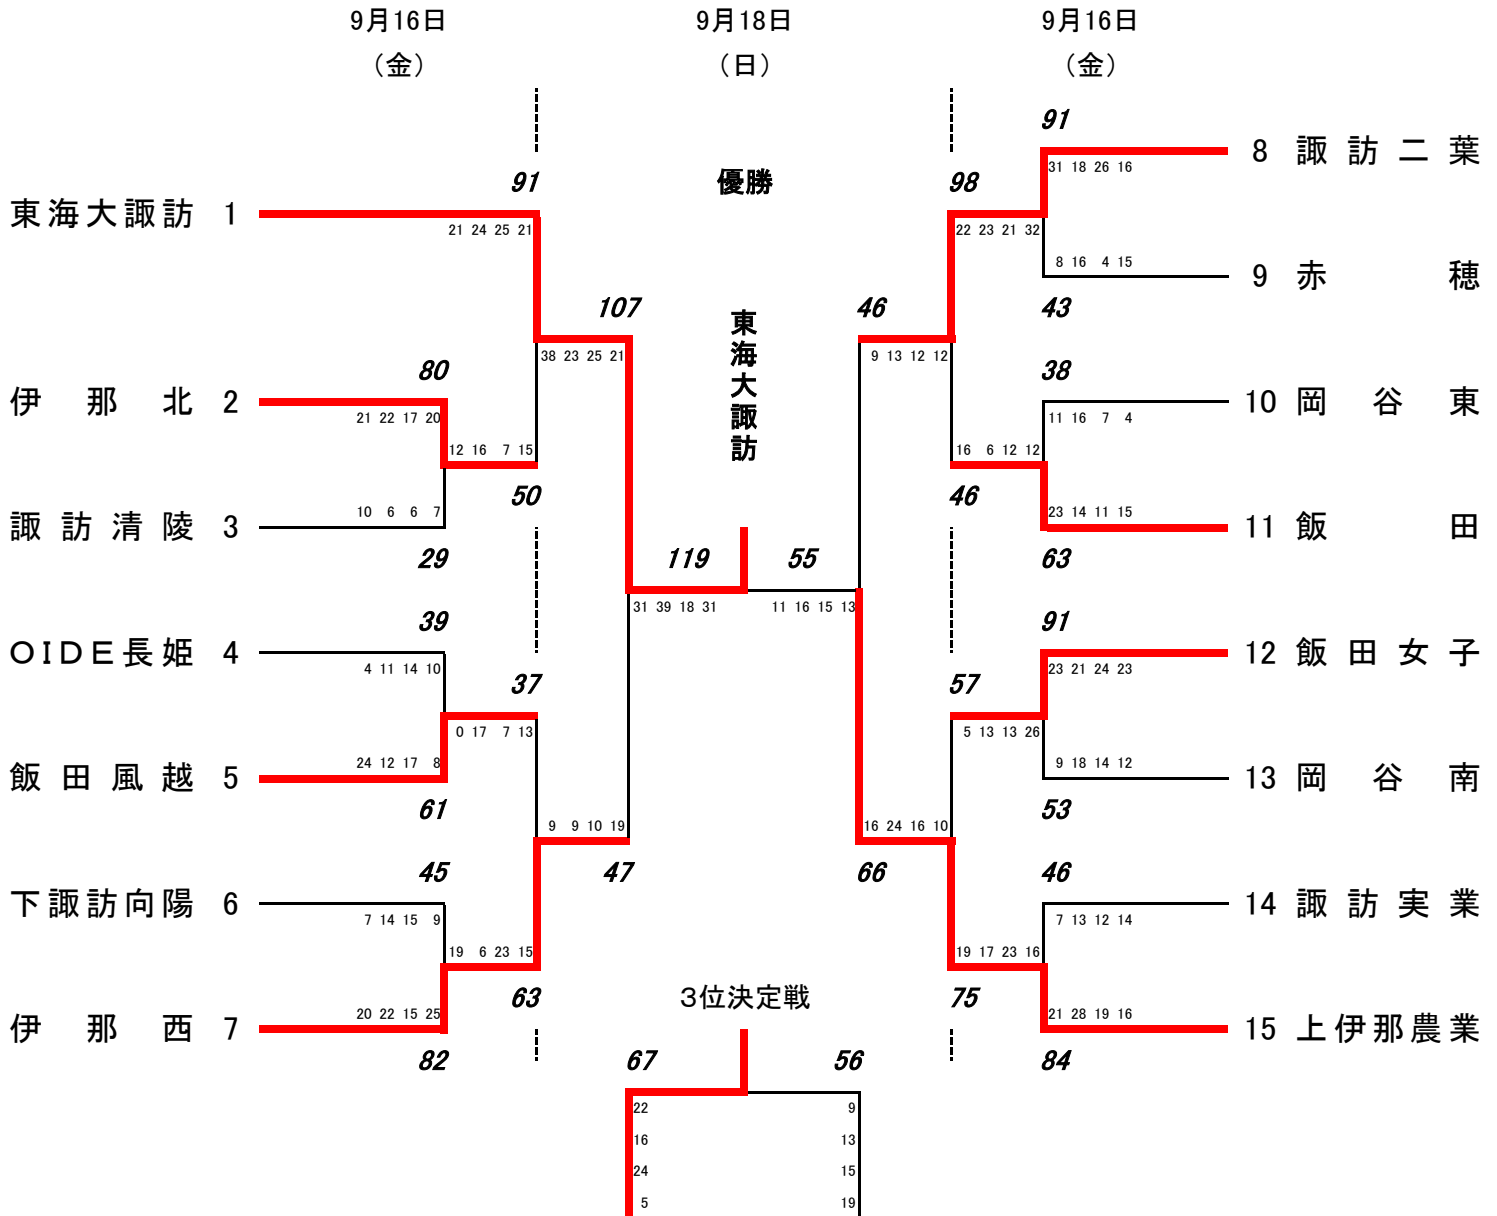 9月16日 9月18日 9月16日
（金） （日） （金）
91
8 諏訪二葉
31 18 26 16
優勝
91
98
東海大諏訪 1
21 24 25 21
22 23 21 32
8 16 4 15
9 赤穂
43
107
46
東海大諏訪
38 23 25 21
9 13 12 12
80
38
伊那北 2
10 岡谷東
21 22 17 20
11 16 7 4
12 16 7 15
16 6 12 12
50
46
10 6 6 7
23 14 11 15
諏訪清陵 3
11 飯田
29
119
55
63
31 39 18 31
11 16 15 13
39
91
OIDE長姫 4
12 飯田女子
4 11 14 10
23 21 24 23
37
57
0 17 7 13
5 13 13 26
24 12 17 8
9 18 14 12
飯田風越 5
13 岡谷南
61
53
9 9 10 19
16 24 16 10
45
47
66
46
下諏訪向陽 6
14 諏訪実業
7 14 15 9
7 13 12 14
19 6 23 15
19 17 23 16
63
3位決定戦
75
20 22 15 25
21 28 19 16
伊那西 7
15 上伊那農業
82
67
56
84
22 9
16 13
24 15
5 19